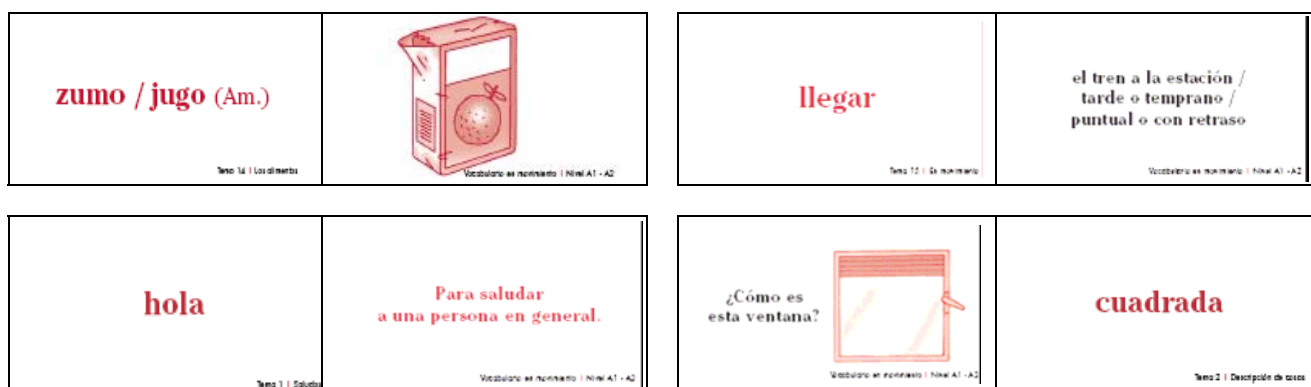 zumo / jugo (Am.)
Tema 14 | Los alimentos
Vocabulario en movimiento | Nivel A1 - A2
llegar
Tema 15 | En movimiento
el tren a la estación /
tarde o temprano /
puntual o con retraso
Vocabulario en movimiento | Nivel A1 - A2
hola
Tema 1 | Saludos
Para saludar
a una persona en general.
Vocabulario en movimiento | Nivel A1 - A2
¿Cómo es
esta ventana?
Vocabulario en movimiento | Nivel A1 - A2
cuadrada
Tema 2 | Descripción de cosas